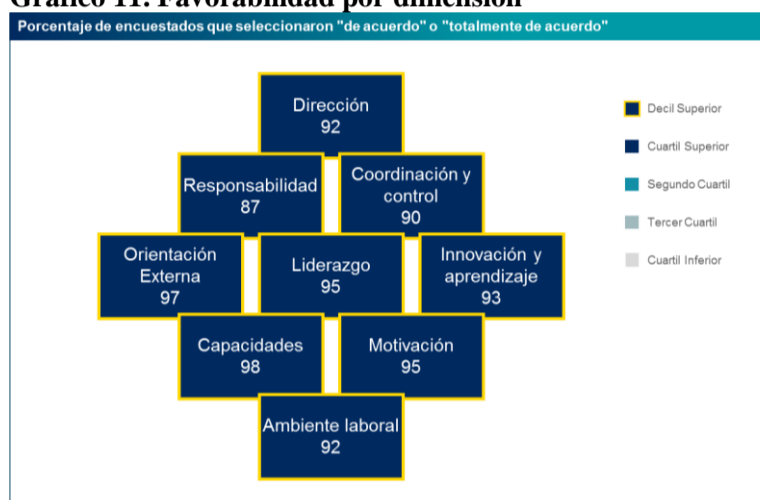 Gráfico 11. Favorabilidad por dimensión
Porcentaje de encuestados que seleccionaron "de acuerdo" o "totalmente de acuerdo"
Dirección
92
Responsabilidad
87
Coordinación y
control
90
Orientación
Externa
97
Liderazgo
95
Innovación y
aprendizaje
93
Capacidades
98
Motivación
95
Ambiente laboral
92
Decil Superior
Cuartil Superior
Segundo Cuartil
Tercer Cuartil
Cuartil Inferior